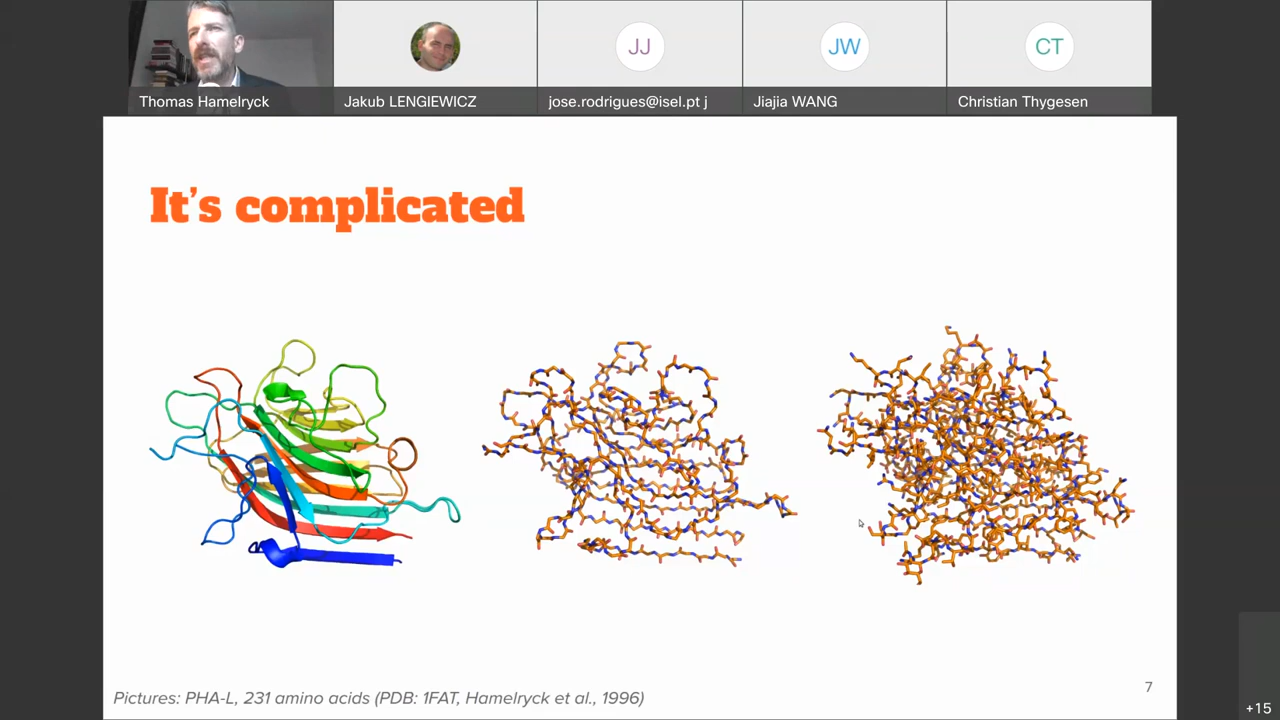 JJ
JW
CT
Thomas Hamelryck
Jakub LENGIEWICZ
jose.rodrigues@isel.pt j
Jiajia WANG
Christian Thygesen
It's complicated
Pictures: PHA-L, 231 amino acids (PDB: 1FAT, Hamelryck et al., 1996)
7
+15